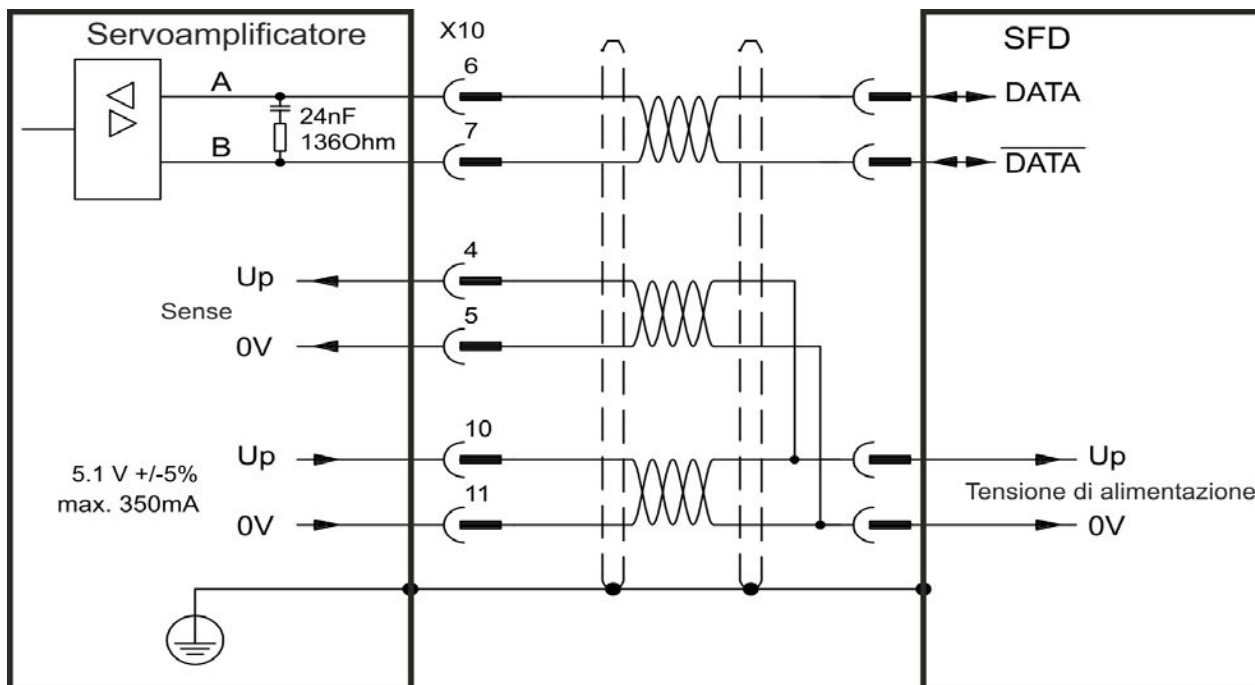 Servoamplificatore
X10
SFD
A
6
DATA
24nF
136Ohm
B
7
DATA
Up
4
Sense
5
0V
Up
10
Up
5.1 V +/-5%
max. 350mA
11
Tensione di alimentazione
0V
0V